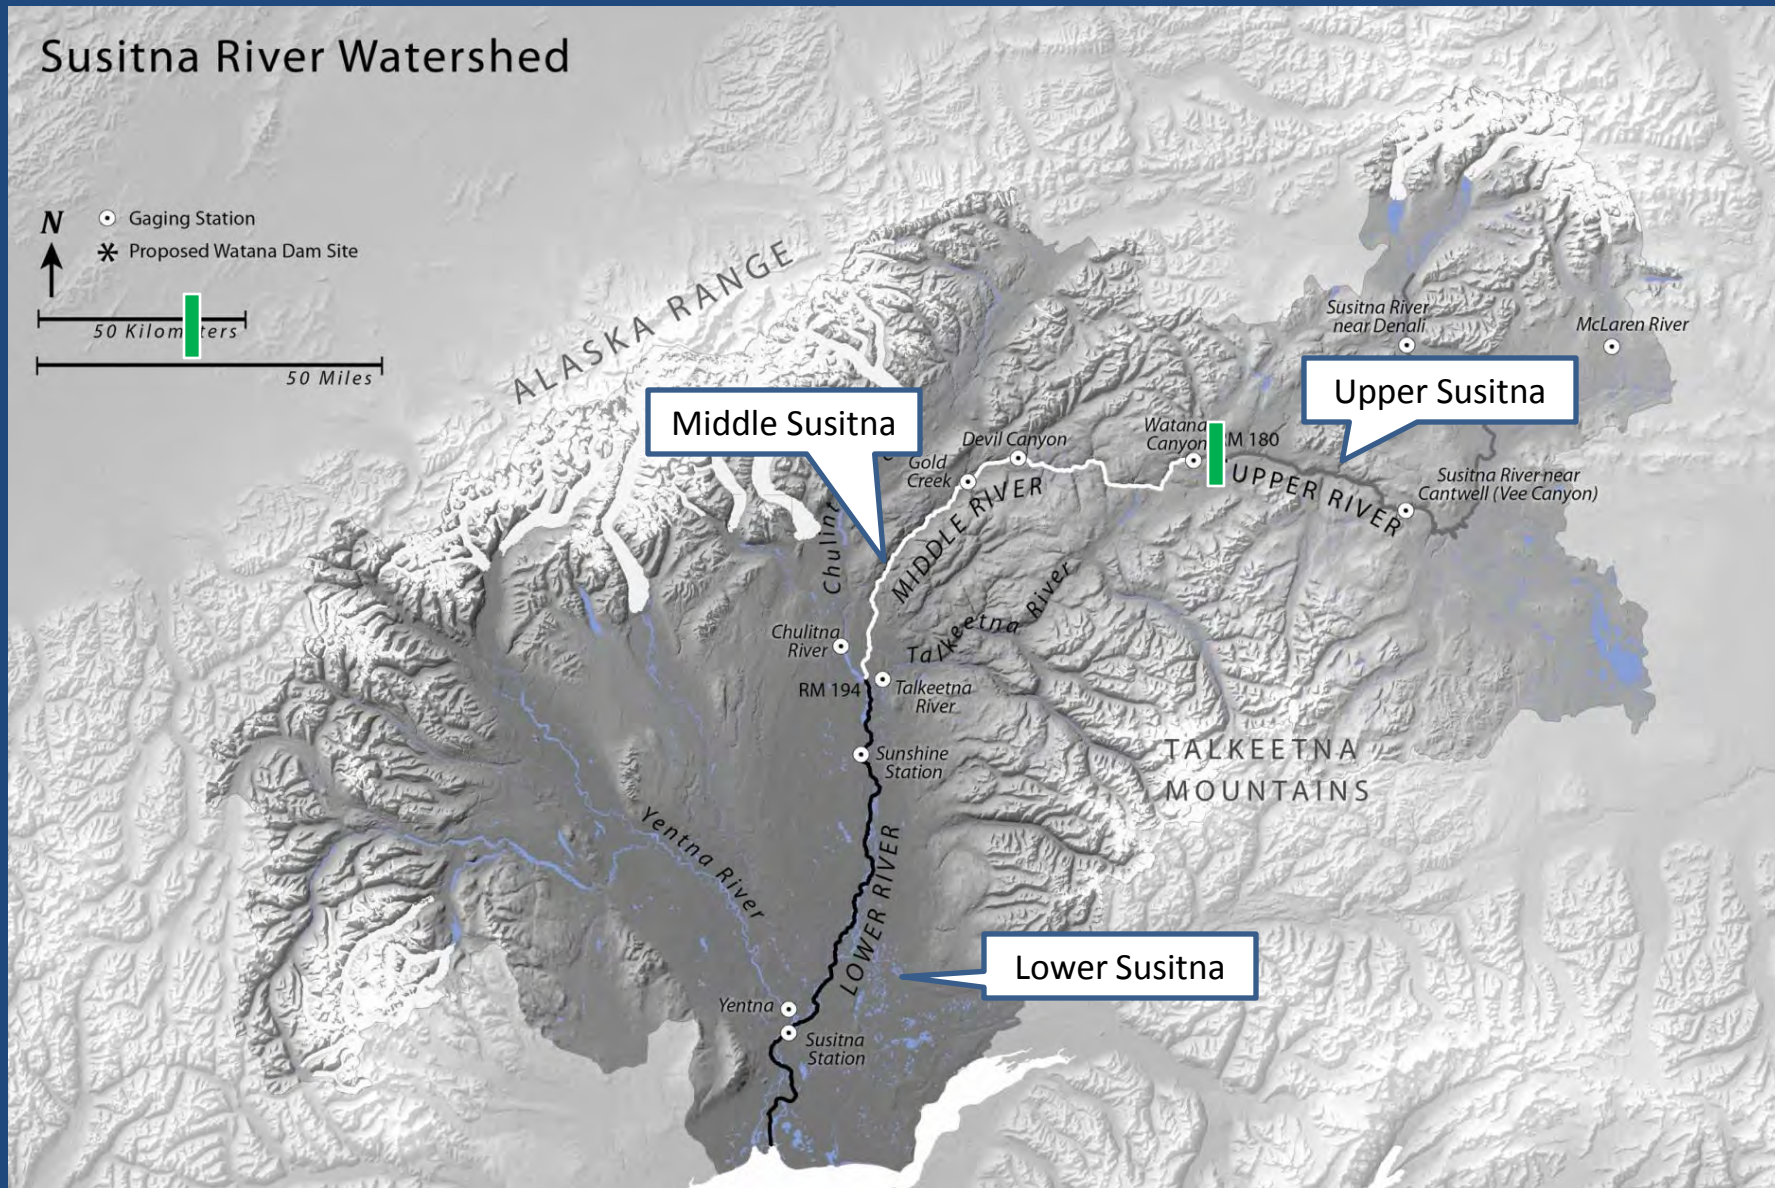 Susitna River Watershed
N
Gaging Station
Proposed Watana Dam Site
50 Kilom ters
50 Miles
ALASKA RANGE
Susitna River
near Denali
McLaren River
Upper Susitna
Middle Susitna
Devil Canyon
Watana
Canyon
M 180
Gold
Creek
UPPER RIVER
Susitna River near
Cantwell (Vee Canyon)
MIDDLE RIVER
Chulitn
Talkeetna River
Chulitna
River
RM 194
Talkeetna
River
Sunshine
Station
TALKEETNA
MOUNTAINS
Yentna River
LOWER RIVER
Lower Susitna
Yentna
Susitna
Station